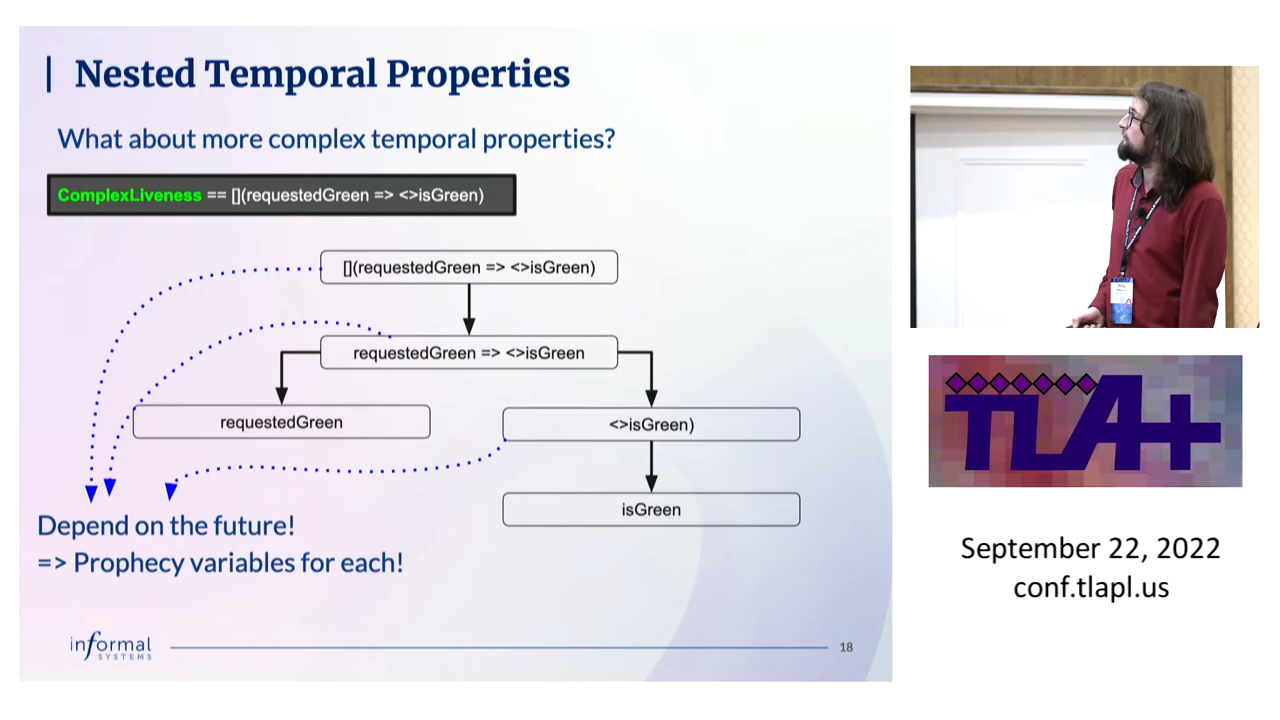 Nested Temporal Properties
What about more complex temporal properties?
ComplexLiveness == [](requestedGreen => <>isGreen)
[](requestedGreen => <>isGreen)
requestedGreen => <>isGreen
requestedGreen
<>isGreen)
isGreen
Depend on the future!
=> Prophecy variables for each!
informal
SYSTEMS
18
TLA+
September 22, 2022
conf.tlapl.us